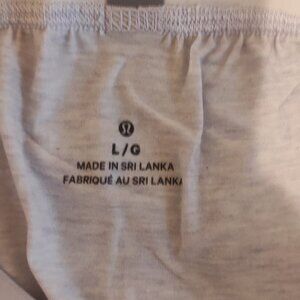 L/G
MADE IN SRI LANKA
FABRIQUÉ AU SRI LANKA